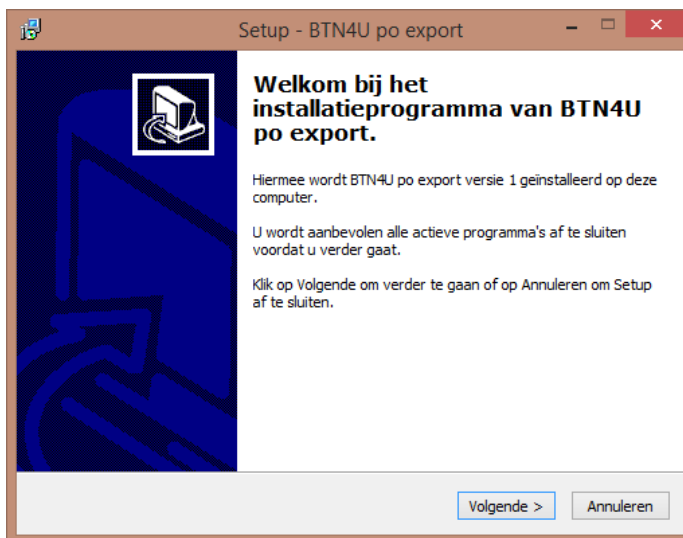 Setup - BTN4U po export
Welkom bij het
installatieprogramma van BTN4U
po export.
Hiermee wordt BTN4U po export versie 1 geïnstalleerd op deze
computer.
U wordt aanbevolen alle actieve programma's af te sluiten
voordat u verder gaat.
Klik op Volgende om verder te gaan of op Annuleren om Setup
af te sluiten.
Volgende >
Annuleren